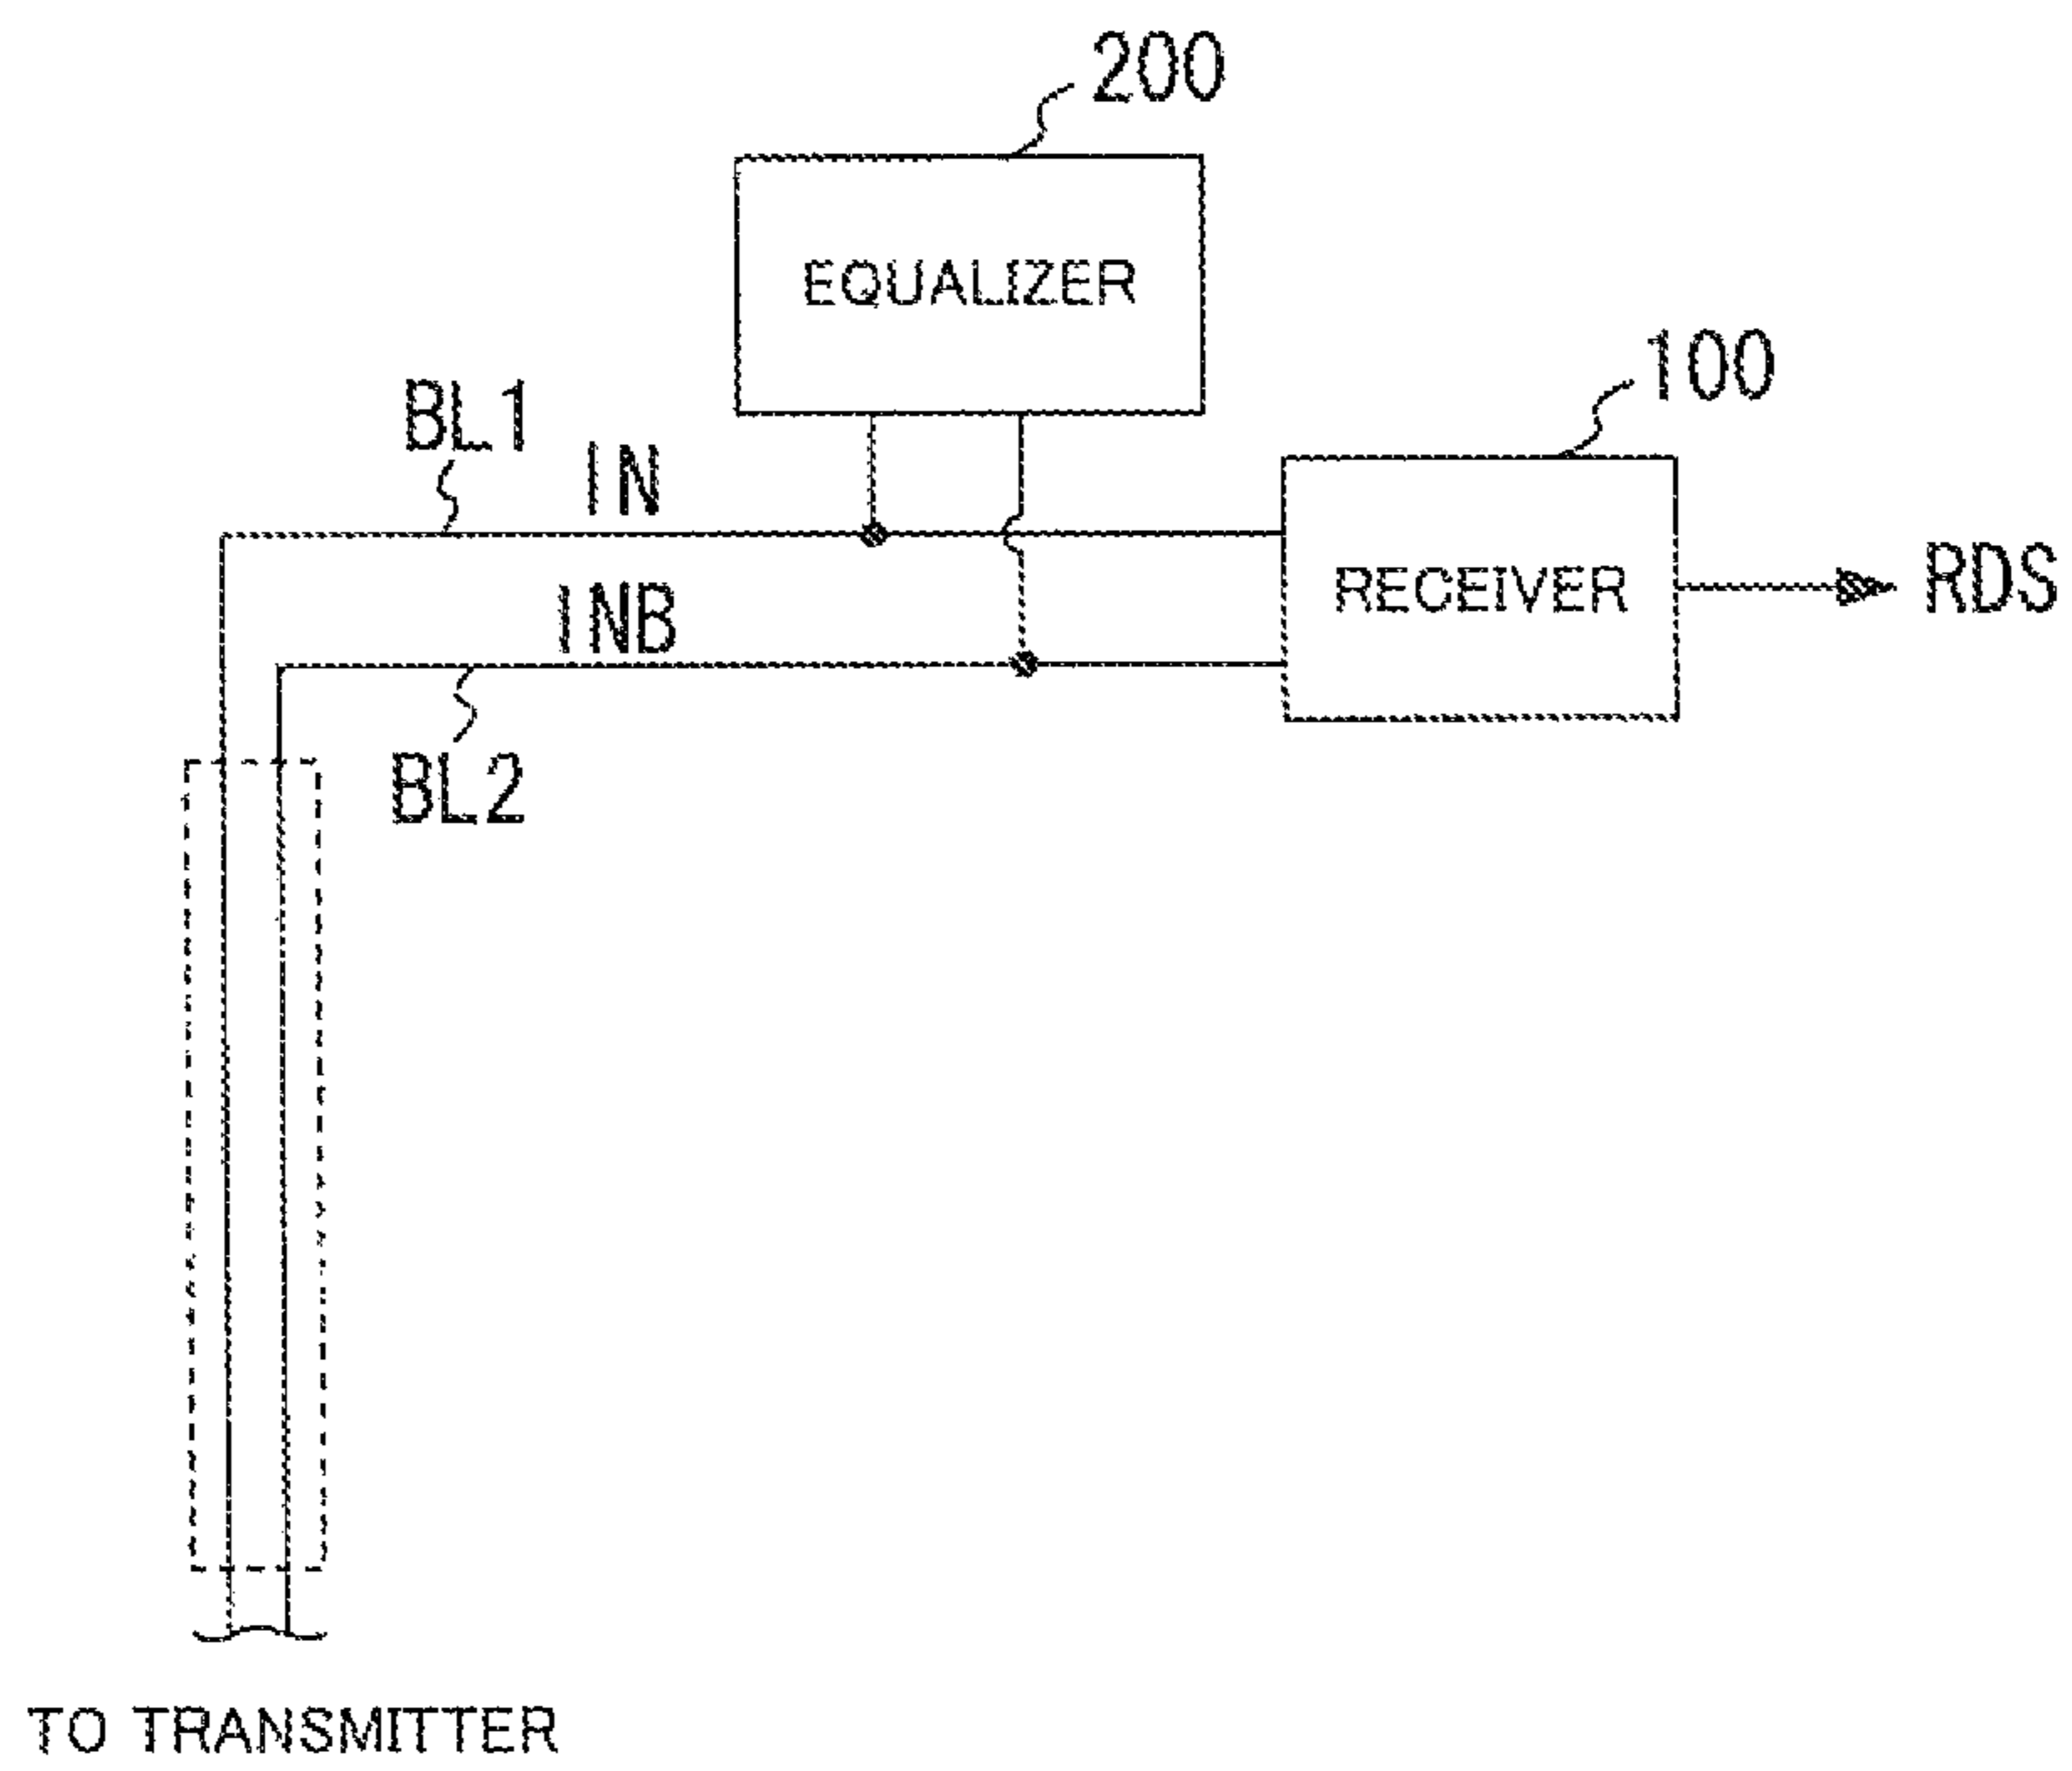 200
EQUALIZER
100
BL1
IN
RECEIVER
RDS
INB
BL2
TO TRANSMITTER